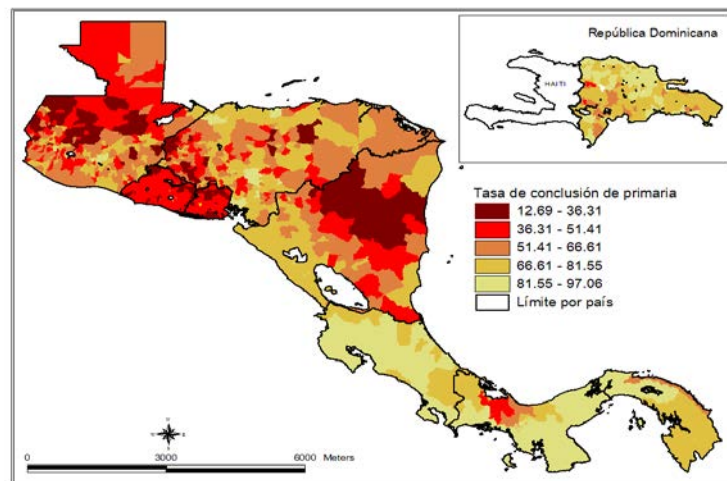 República Dominicana
HAITI
Tasa de conclusión de primaria
12.69 - 36.31
36.31 - 51.41
51.41 - 66.61
66.61 - 81.55
81.55 - 97.06
Límite por país
0 3000 6000 Meters